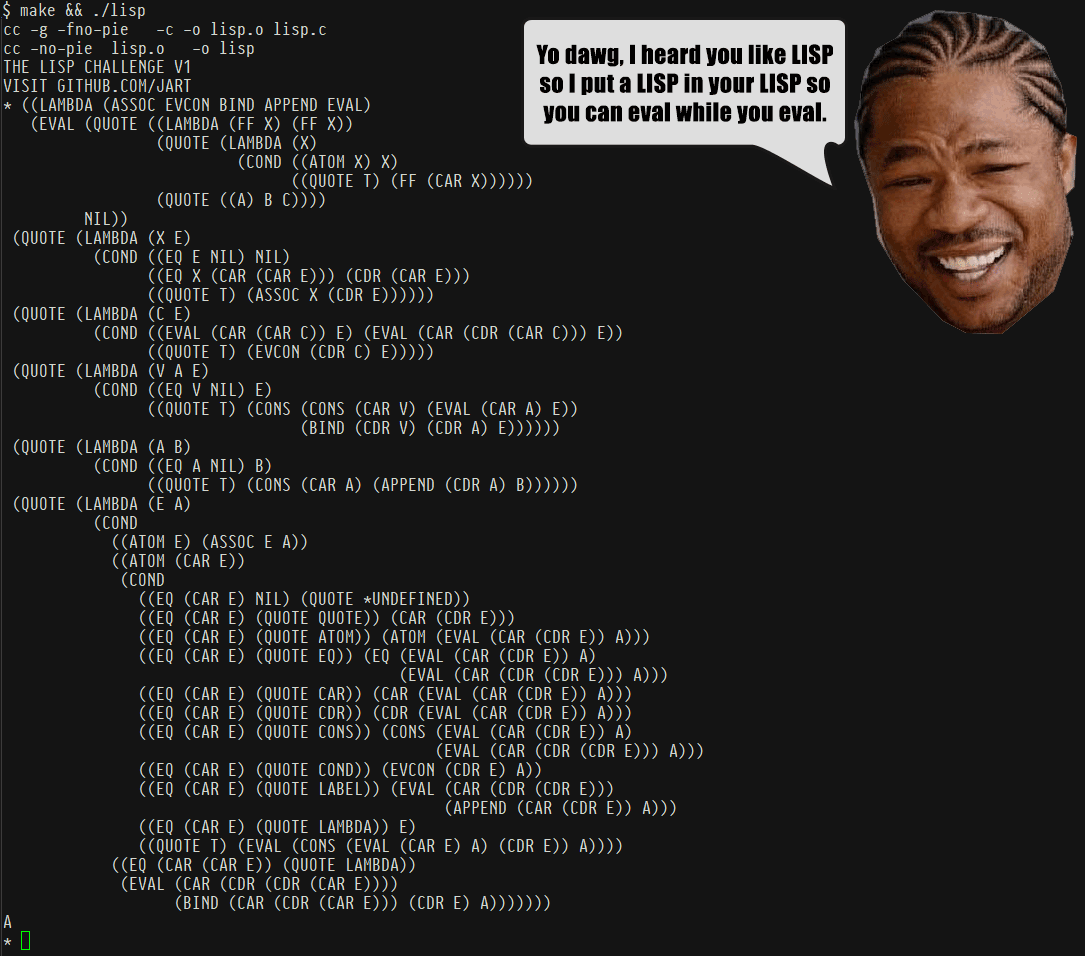 $ make && ./lisp
cc -g -fno-pie   -c -o lisp.o lisp.c
cc -no-pie  lisp.o   -o lisp
THE LISP CHALLENGE V1
VISIT GITHUB.COM/JART
* ((LAMBDA (ASSOC EVCON BIND APPEND EVAL)
   (EVAL (QUOTE ((LAMBDA (FF X) (FF X))
                 (QUOTE (LAMBDA (X)
                          (COND ((ATOM X) X)
                                ((QUOTE T) (FF (CAR X))))))
                 (QUOTE ((A) B C))))
         NIL))
 (QUOTE (LAMBDA (X E)
          (COND ((EQ E NIL) NIL)
                ((EQ X (CAR (CAR E))) (CDR (CAR E)))
                ((QUOTE T) (ASSOC X (CDR E))))))
 (QUOTE (LAMBDA (C E)
          (COND ((EVAL (CAR (CAR C)) E) (EVAL (CAR (CDR (CAR C))) E))
                ((QUOTE T) (EVCON (CDR C) E)))))
 (QUOTE (LAMBDA (V A E)
          (COND ((EQ V NIL) E)
                ((QUOTE T) (CONS (CONS (CAR V) (EVAL (CAR A) E))
                                 (BIND (CDR V) (CDR A) E))))))
 (QUOTE (LAMBDA (A B)
          (COND ((EQ A NIL) B)
                ((QUOTE T) (CONS (CAR A) (APPEND (CDR A) B))))))
 (QUOTE (LAMBDA (E A)
          (COND
            ((ATOM E) (ASSOC E A))
            ((ATOM (CAR E))
             (COND
               ((EQ (CAR E) NIL) (QUOTE *UNDEFINED))
               ((EQ (CAR E) (QUOTE QUOTE)) (CAR (CDR E)))
               ((EQ (CAR E) (QUOTE ATOM)) (ATOM (EVAL (CAR (CDR E)) A)))
               ((EQ (CAR E) (QUOTE EQ)) (EQ (EVAL (CAR (CDR E)) A)
                                            (EVAL (CAR (CDR (CDR E))) A)))
               ((EQ (CAR E) (QUOTE CAR)) (CAR (EVAL (CAR (CDR E)) A)))
               ((EQ (CAR E) (QUOTE CDR)) (CDR (EVAL (CAR (CDR E)) A)))
               ((EQ (CAR E) (QUOTE CONS)) (CONS (EVAL (CAR (CDR E)) A)
                                                (EVAL (CAR (CDR (CDR E))) A)))
               ((EQ (CAR E) (QUOTE COND)) (EVCON (CDR E) A))
               ((EQ (CAR E) (QUOTE LABEL)) (EVAL (CAR (CDR (CDR E)))
                                                 (APPEND (CAR (CDR E)) A)))
               ((EQ (CAR E) (QUOTE LAMBDA)) E)
               ((QUOTE T) (EVAL (CONS (EVAL (CAR E) A) (CDR E)) A))))
            ((EQ (CAR (CAR E)) (QUOTE LAMBDA))
             (EVAL (CAR (CDR (CDR (CAR E))))
                   (BIND (CAR (CDR (CAR E))) (CDR E) A)))))))
A
*
Yo dawg, I heard you like LISP
so I put a LISP in your LISP so
you can eval while you eval.